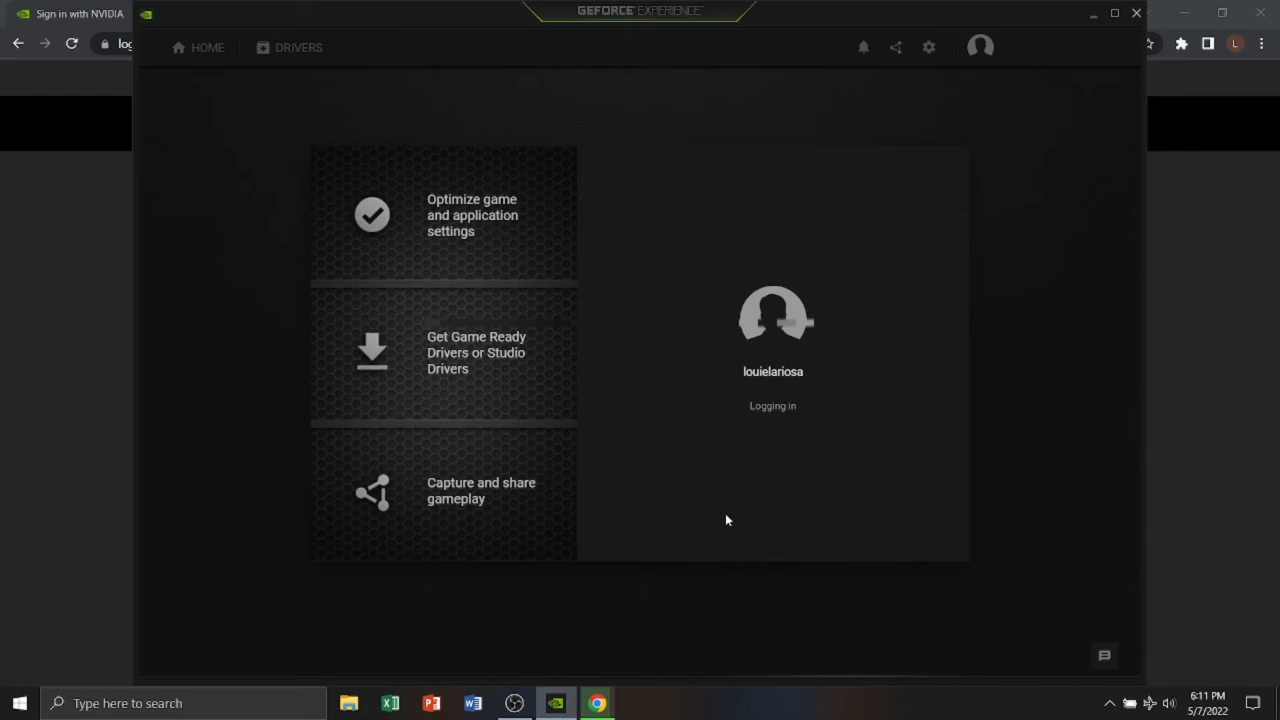 Sign in with NVIDIA
GEFORCE EXPERIENCE
log
L
HOME
DRIVERS
Optimize game
and application
settings
Get Game Ready
Drivers or Studio
Drivers
louielariosa
Logging in
Capture and share
gameplay
Type here to search
6:11 PM
5/7/2022